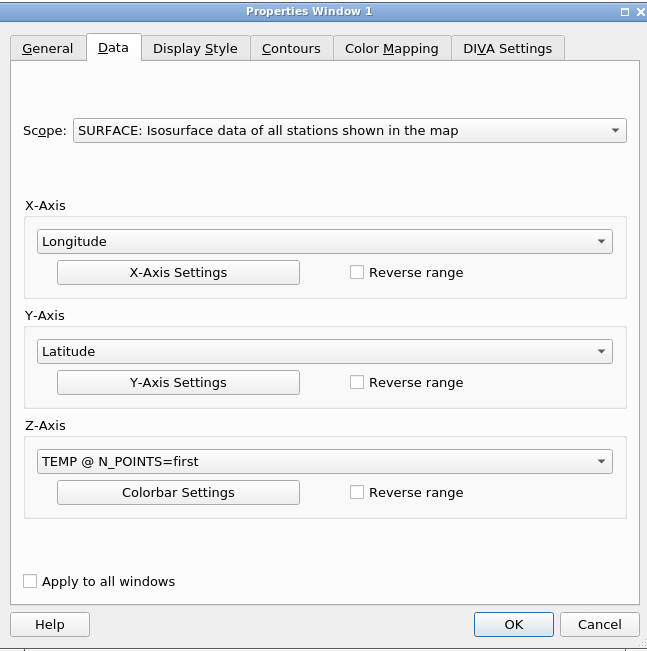 Properties Window 1
General
Data
Display Style
Contours
Color Mapping
DIVA Settings
Scope: SURFACE: Isosurface data of all stations shown in the map
X-Axis
Longitude
X-Axis Settings
Reverse range
Y-Axis
Latitude
Y-Axis Settings
Reverse range
Z-Axis
TEMP @ N_POINTS=first
Colorbar Settings
Reverse range
Apply to all windows
Help
OK
Cancel